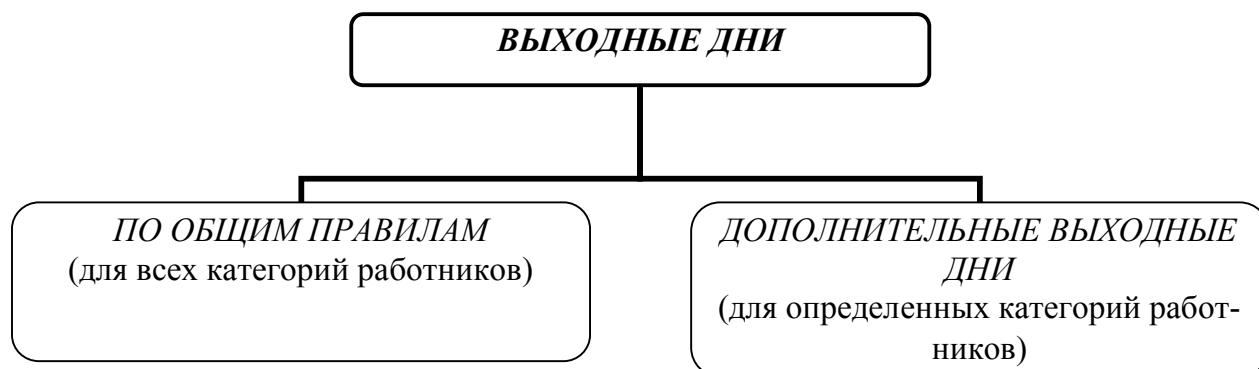 ВЫХОДНЫЕ ДНИ
ПО ОБЩИМ ПРАВИЛАМ
(для всех категорий работников)
ДОПОЛНИТЕЛЬНЫЕ ВЫХОДНЫЕ
ДНИ
(для определенных категорий работ-
ников)